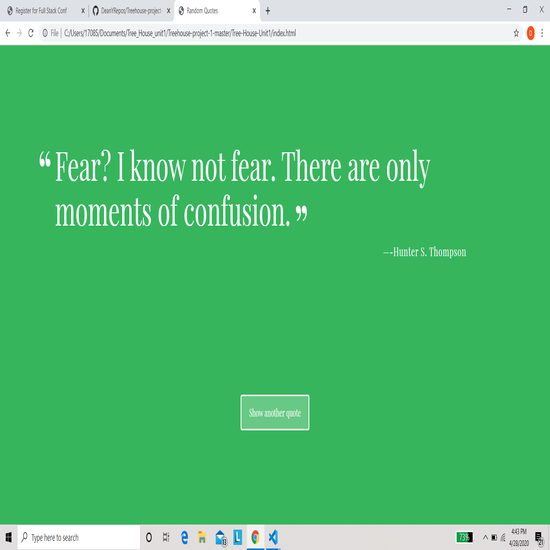 Register for Full Stack Conf
DeanYRepos/Treehouse-project-
Random Quotes
File
C:/Users/17085/Documents/Tree_House_unit1/Treehouse-project-1-master/Tree-House-Unit1/index.html
“ Fear? I know not fear. There are only
moments of confusion. ”
—-Hunter S. Thompson
Show another quote
Type here to search
73%
4:43 PM
4/28/2020